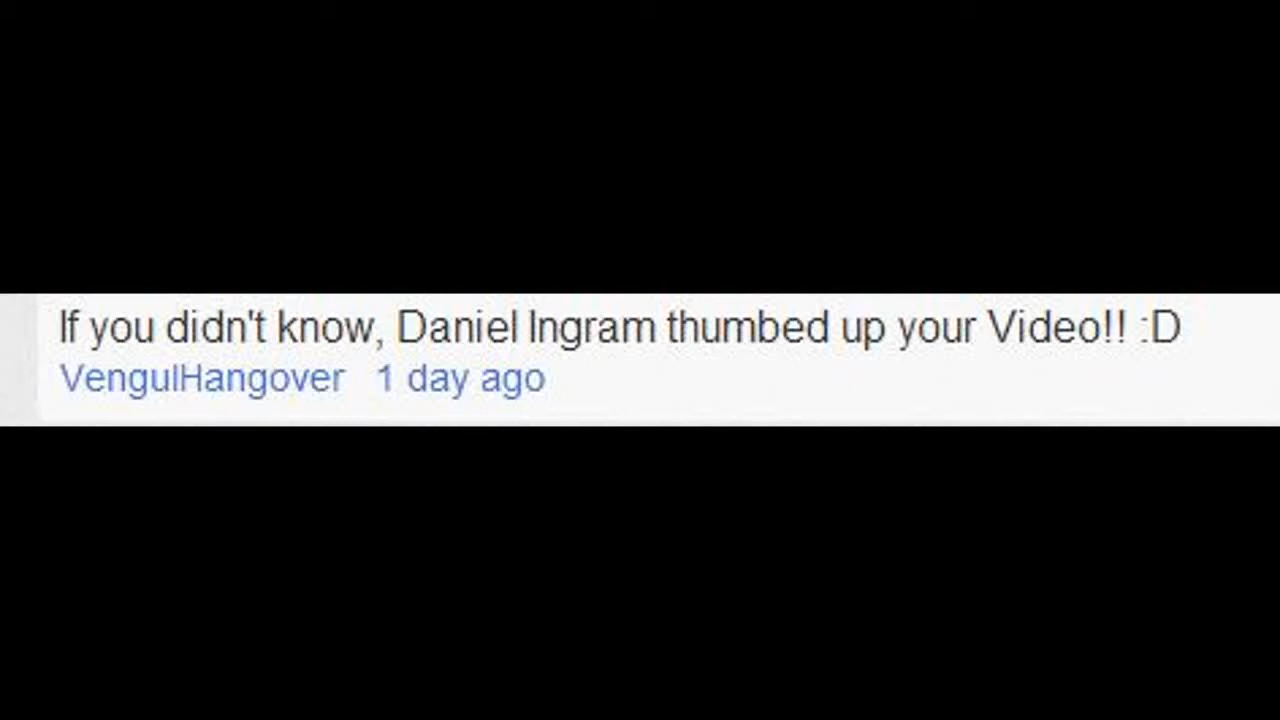 If you didn't know, Daniel Ingram thumbed up your Video!! :D
VengulHangover 1 day ago